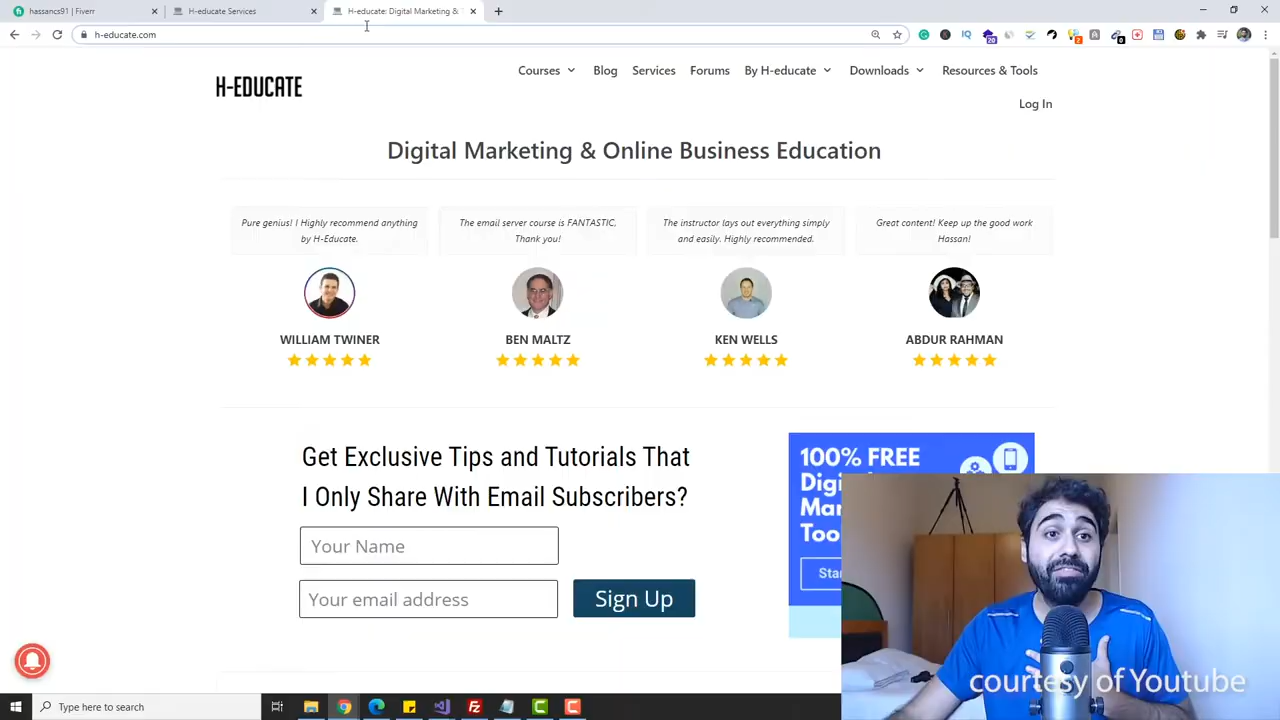 hassancs91 | Fiverr
H-educate Services
H-educate: Digital Marketing &
h-educate.com
H-EDUCATE
Courses
Blog
Services
Forums
By H-educate
Downloads
Resources & Tools
Log In
Digital Marketing & Online Business Education
Pure genius! I Highly recommend anything
by H-Educate.
The email server course is FANTASTIC,
Thank you!
The instructor lays out everything simply
and easily. Highly recommended.
Great content! Keep up the good work
Hassan!
WILLIAM TWINER
BEN MALTZ
KEN WELLS
ABDUR RAHMAN
Get Exclusive Tips and Tutorials That
I Only Share With Email Subscribers?
Your Name
Your email address
Sign Up
100% FREE
Digi
Mar
Too
Sta
courtesy of Youtube
Type here to search